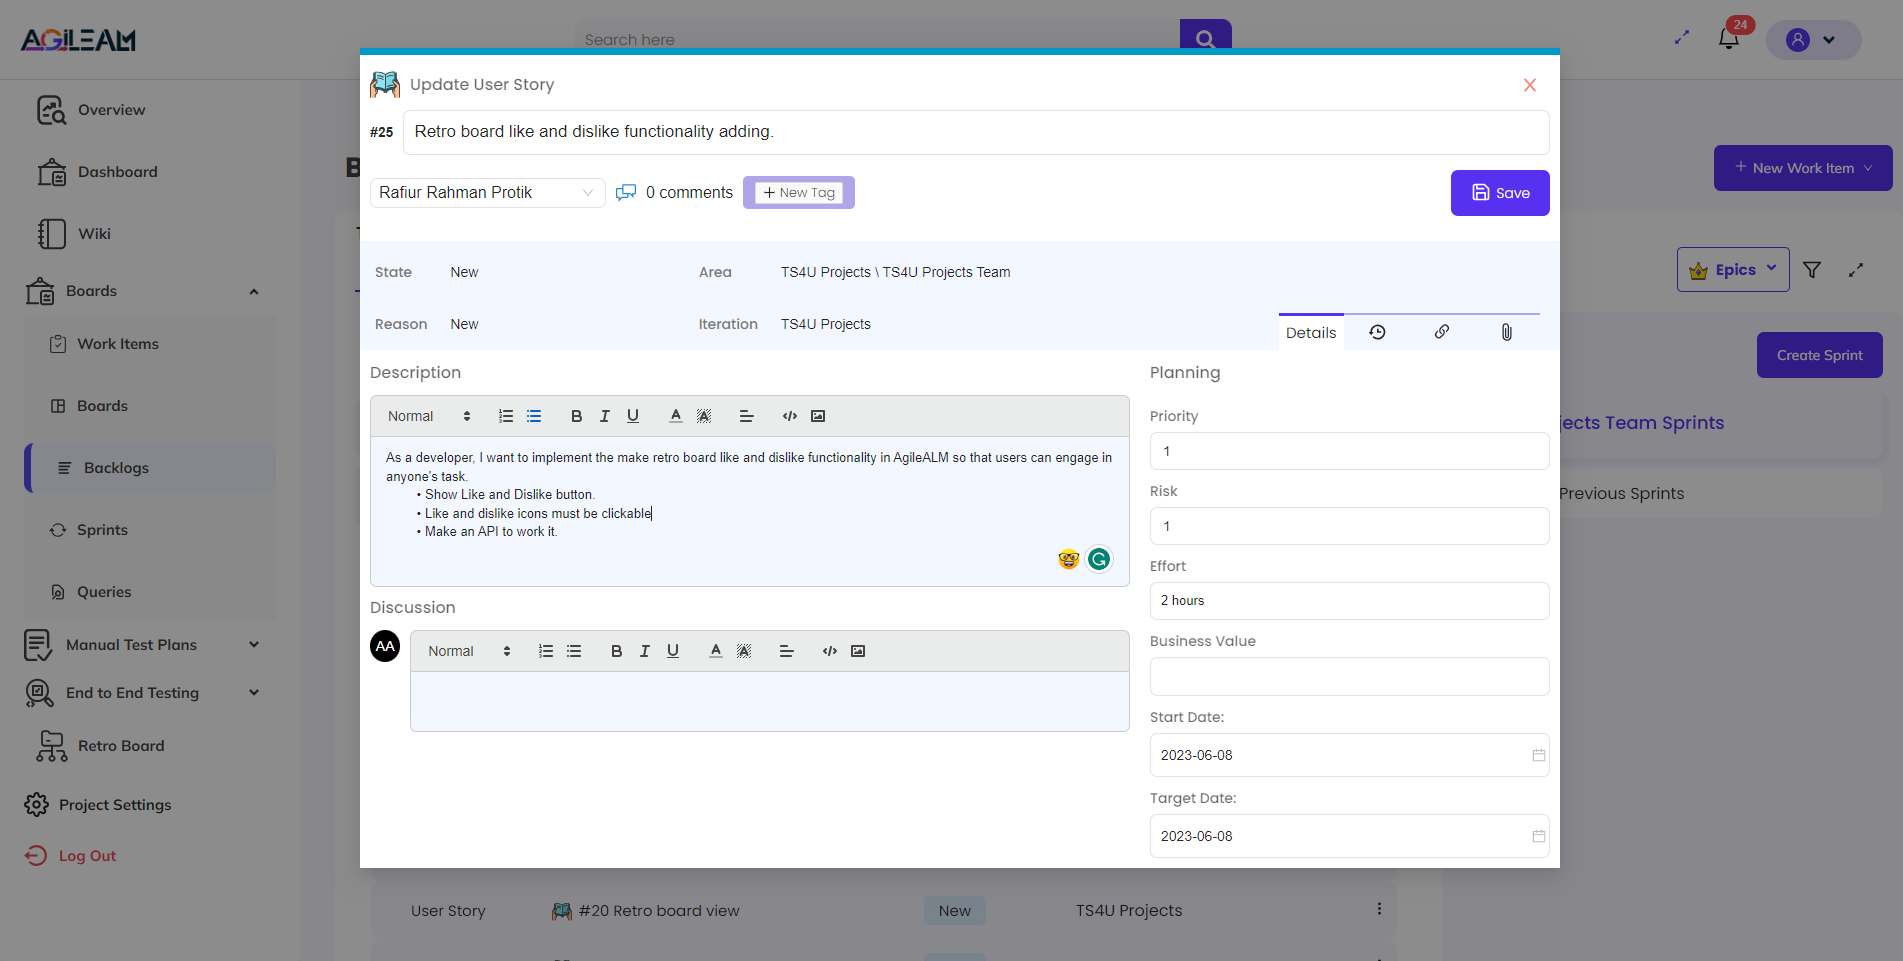 AGiLEAM
Search here
24
Overview
Dashboard
Wiki
Boards
Work Items
Boards
Backlogs
Sprints
Queries
Manual Test Plans
End to End Testing
Retro Board
Project Settings
Log Out
Update User Story
#25 Retro board like and dislike functionality adding.
Rafiur Rahman Protik 0 comments + New Tag Save
State New Area TS4U Projects \ TS4U Projects Team
Reason New Iteration TS4U Projects
Details
Description
Normal
As a developer, I want to implement the make retro board like and dislike functionality in AgileALM so that users can engage in
anyone's task.
• Show Like and Dislike button.
• Like and dislike icons must be clickable
• Make an API to work it.
Discussion
AA
Normal
Planning
Priority
1
Risk
1
Effort
2 hours
Business Value
Start Date:
2023-06-08
Target Date:
2023-06-08
+ New Work Item
Epics
Create Sprint
jects Team Sprints
Previous Sprints
User Story #20 Retro board view New TS4U Projects